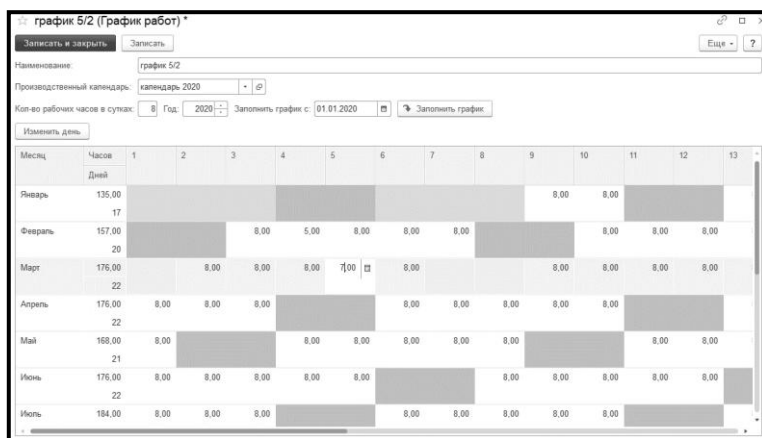 график 5/2 (График работ) *
Записать и закрыть Записать Еще ?
Наименование: график 5/2
Производственный календарь: календарь 2020
Кол-во рабочих часов в сутках: 8 Год: 2020 Заполнить график с: 01.01.2020 Заполнить график
Изменить день
Месяц Часов 1 2 3 4 5 6 7 8 9 10 11 12 13
Дней
Январь 135,00 8,00 8,00
17
Февраль 157,00 8,00 5,00 8,00 8,00 8,00 8,00 8,00 8,00
20
Март 176,00 8,00 8,00 8,00 7,00 8,00 8,00 8,00 8,00 8,00
22
Апрель 176,00 8,00 8,00 8,00 8,00 8,00 8,00 8,00 8,00
22
Май 168,00 8,00 8,00 8,00 8,00 8,00 8,00 8,00
21
Июнь 176,00 8,00 8,00 8,00 8,00 8,00 8,00 8,00 8,00 8,00 8,00
22
Июль 184,00 8,00 8,00 8,00 8,00 8,00 8,00 8,00 8,00